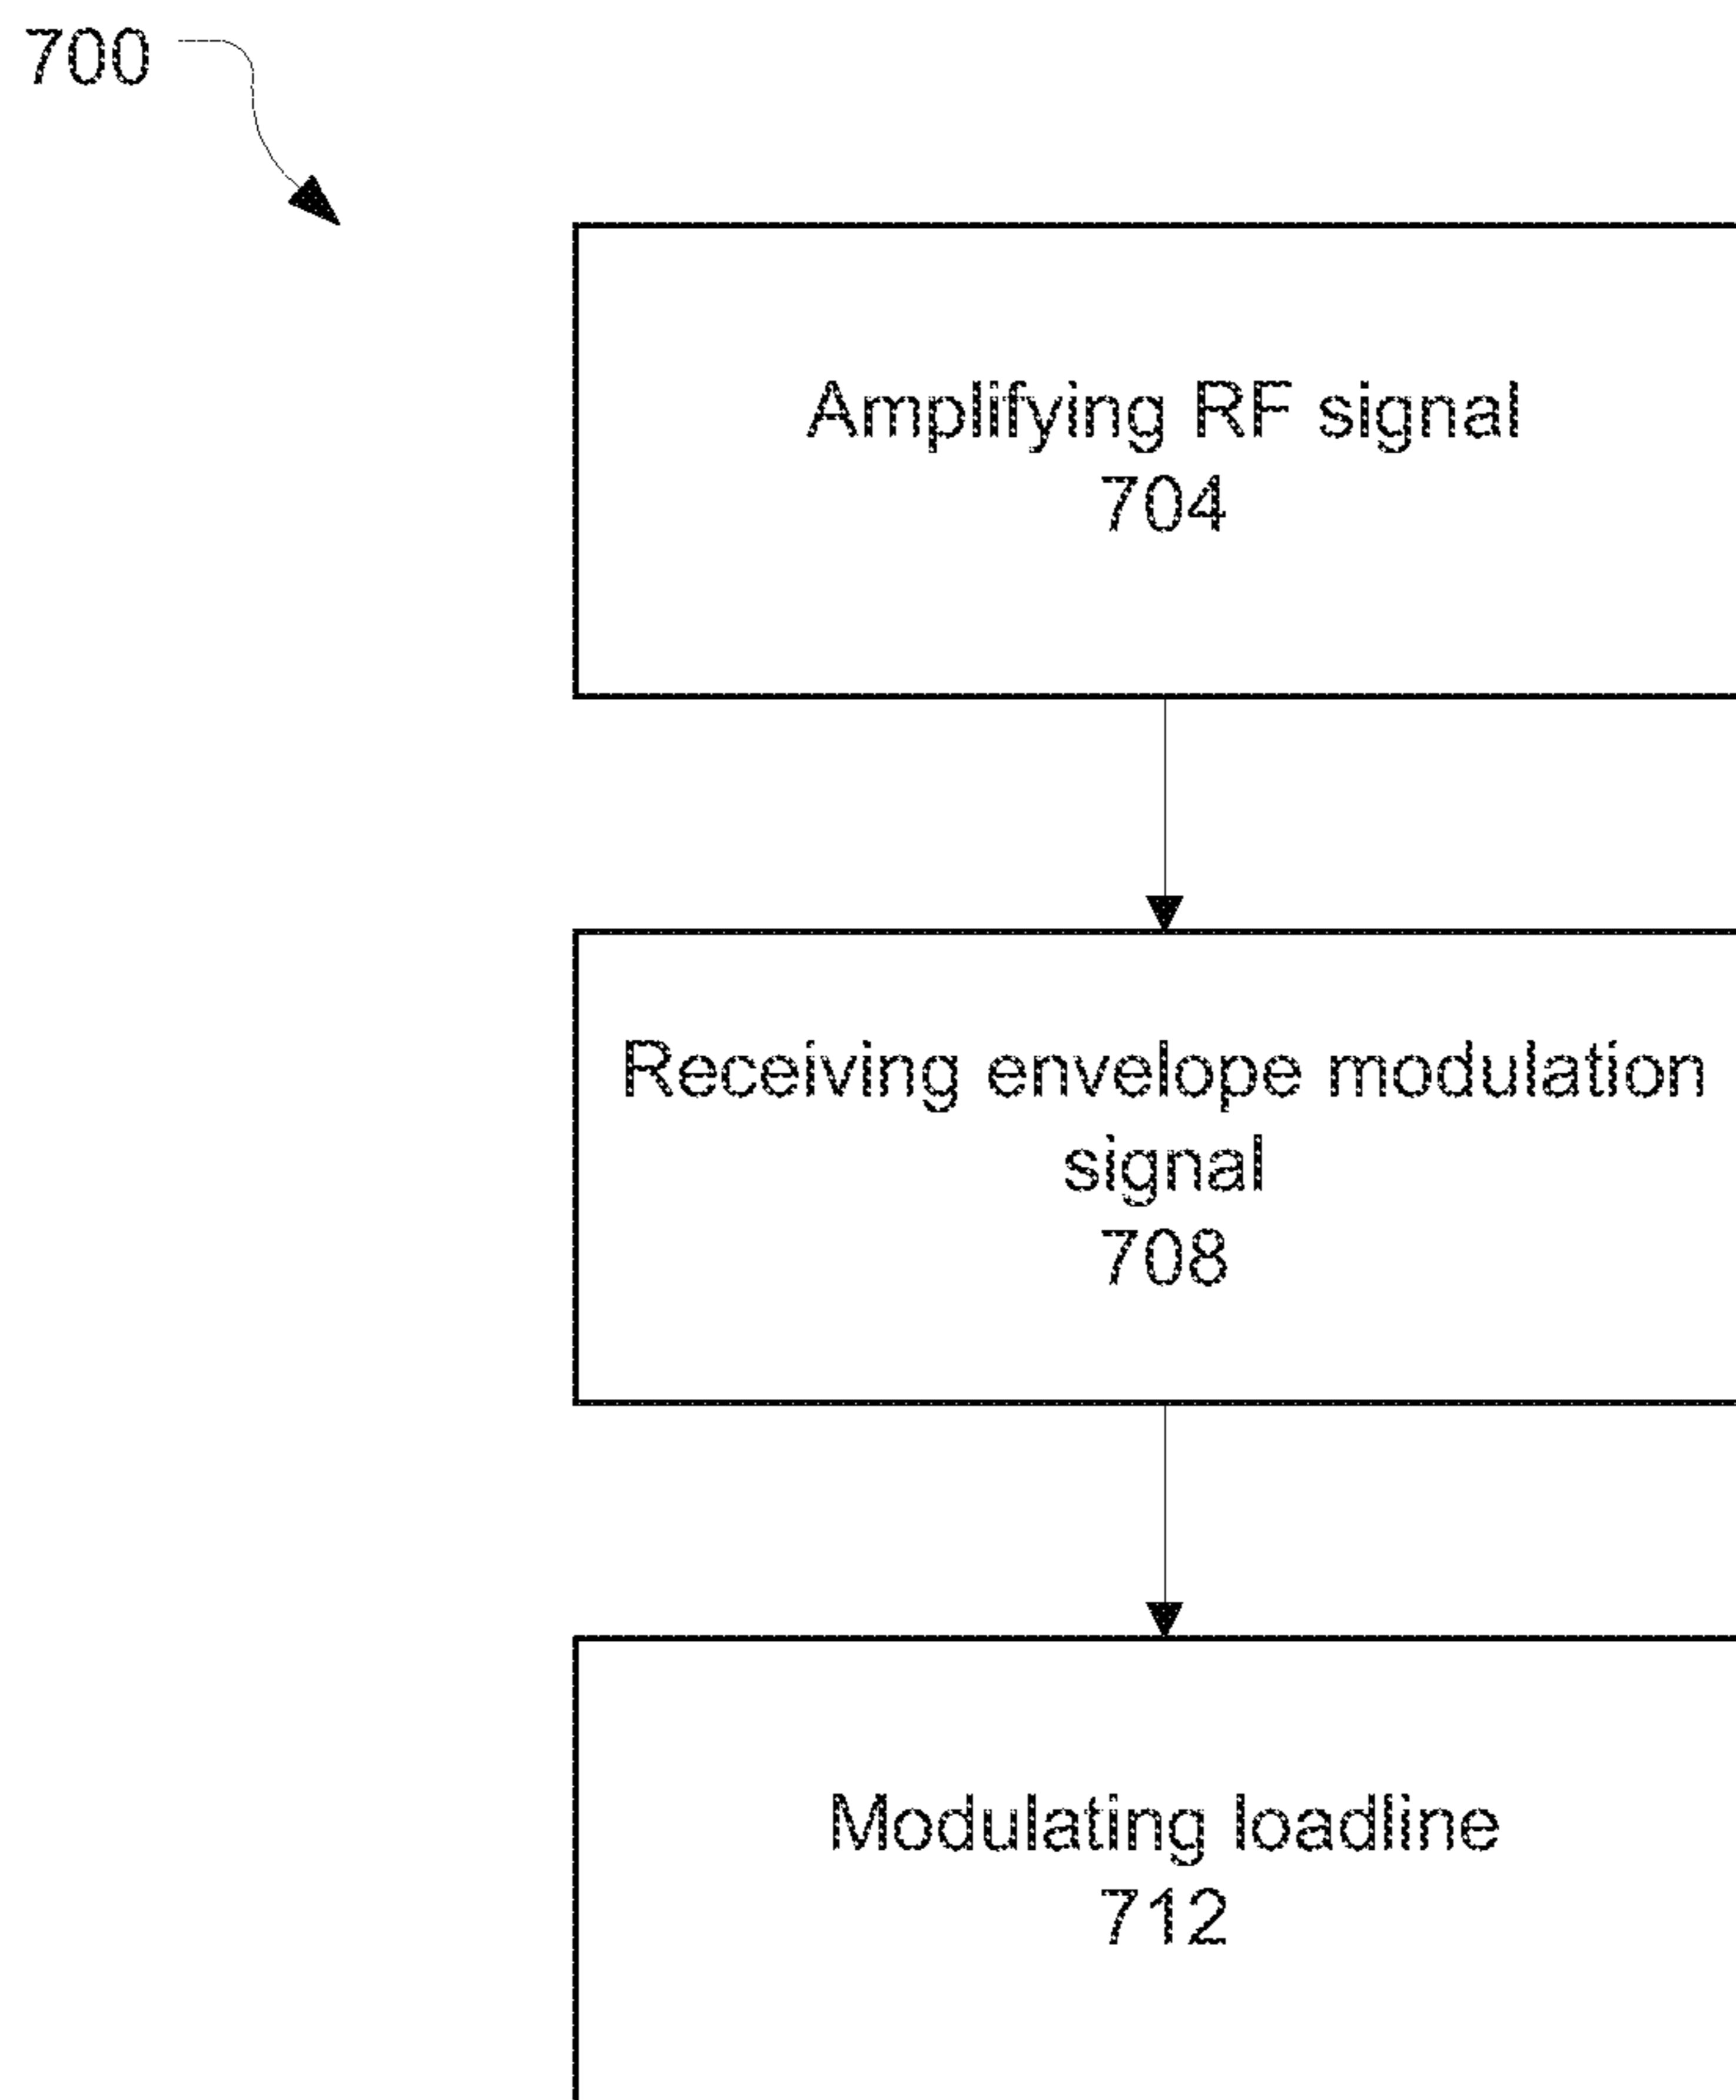 700
Amplifying RF signal
704
Receiving envelope modulation
signal
708
Modulating loadline
712